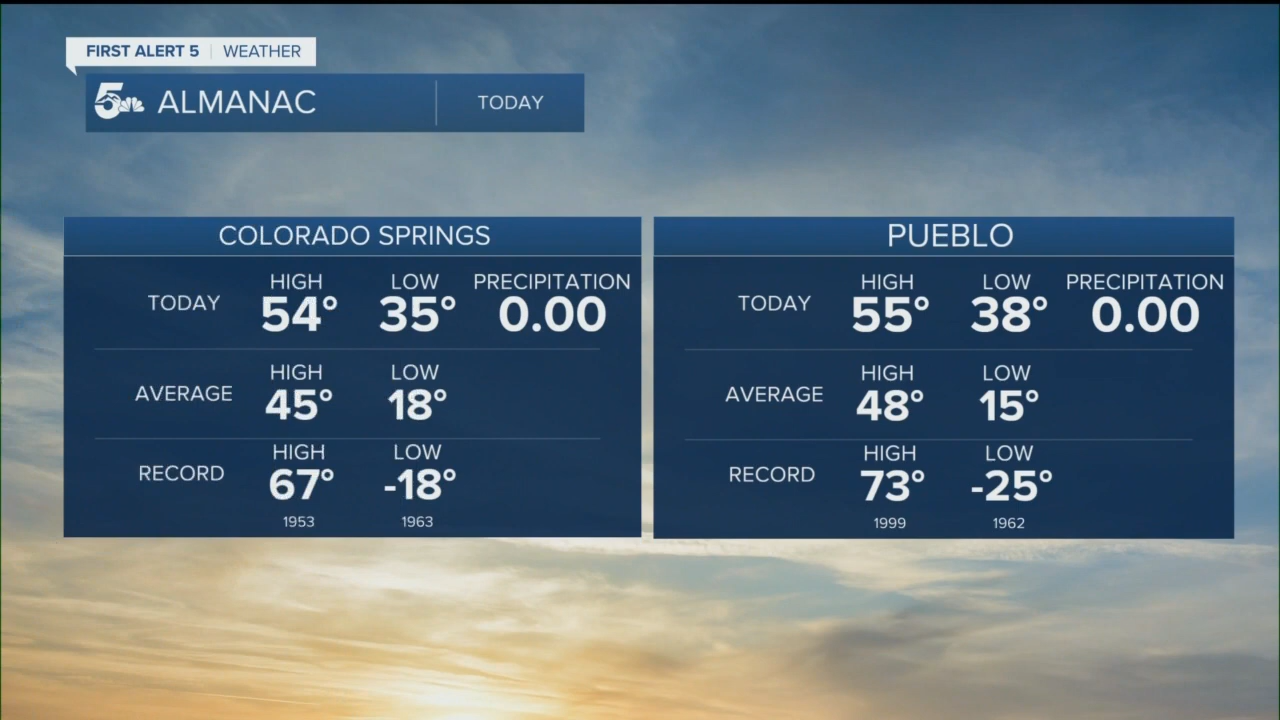 FIRST ALERT 5 | WEATHER
5 ALMANAC TODAY
COLORADO SPRINGS
HIGH LOW PRECIPITATION
TODAY 54° 35° 0.00
HIGH LOW
AVERAGE 45° 18°
HIGH LOW
RECORD 67° -18°
1953 1963
PUEBLO
HIGH LOW PRECIPITATION
TODAY 55° 38° 0.00
HIGH LOW
AVERAGE 48° 15°
HIGH LOW
RECORD 73° -25°
1999 1962